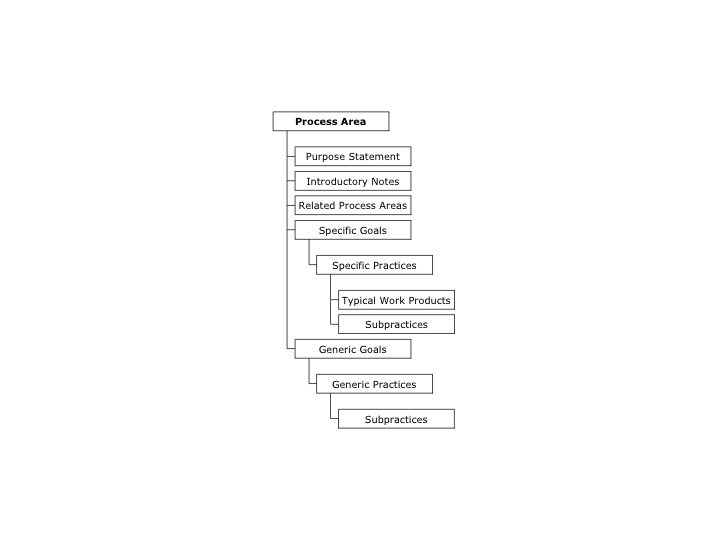 Process Area
Purpose Statement
Introductory Notes
Related Process Areas
Specific Goals
Specific Practices
Typical Work Products
Subpractices
Generic Goals
Generic Practices
Subpractices